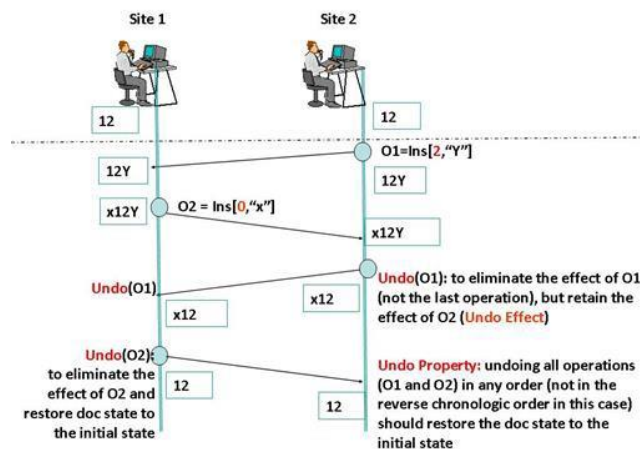 Site 1
Site 2
12
12
O1=Ins[2,"Y"]
12Y
12Y
x12Y
O2 = Ins[0,"x"]
x12Y
Undo(O1)
x12
x12
Undo(O1): to eliminate the effect of O1
(not the last operation), but retain the
effect of O2 (Undo Effect)
Undo(O2):
to eliminate the
effect of O2 and
restore doc state to
the initial state
12
12
Undo Property: undoing all operations
(O1 and O2) in any order (not in the
reverse chronologic order in this case)
should restore the doc state to the
initial state